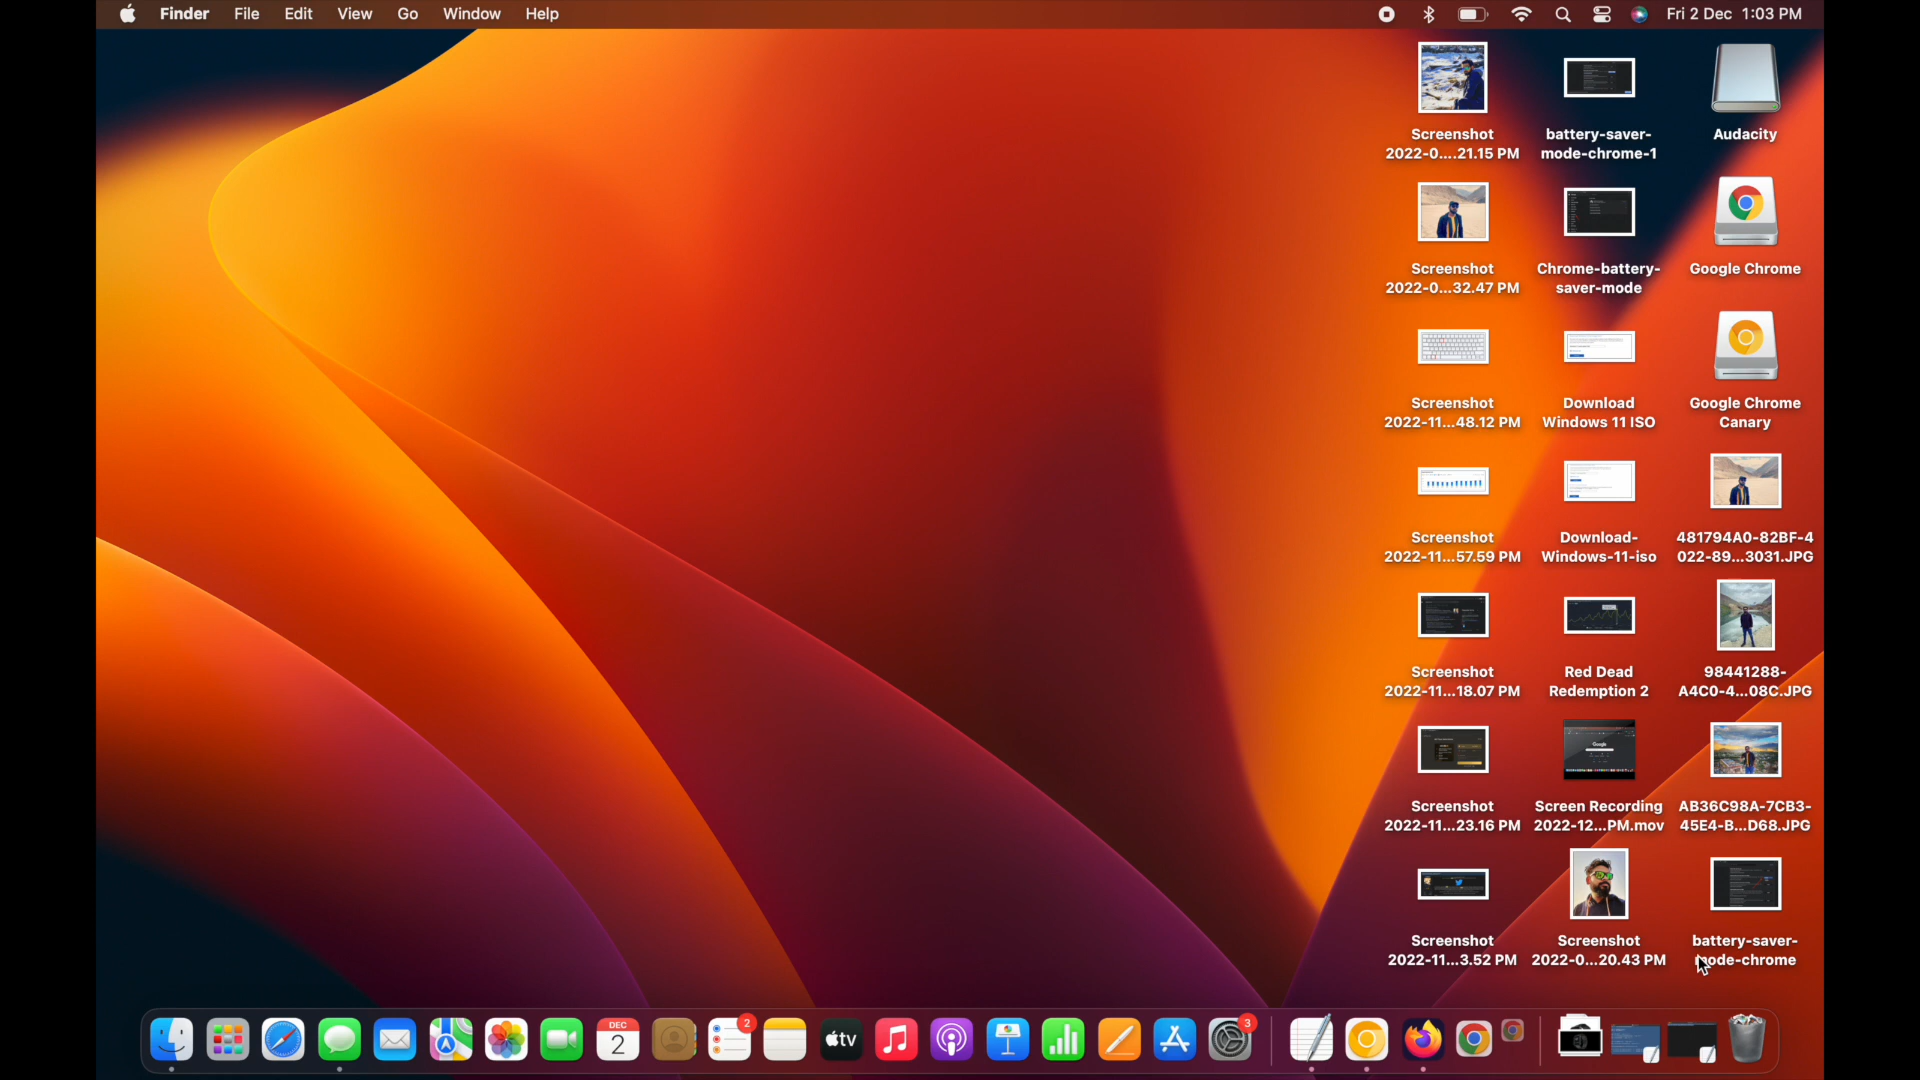 Finder File Edit View Go Window Help Fri 2 Dec 1:03 PM
Screenshot
2022-0....21.15 PM
battery-saver-
mode-chrome-1
Audacity
Screenshot
2022-0...32.47 PM
Chrome-battery-
saver-mode
Google Chrome
Screenshot
2022-11...48.12 PM
Download
Windows 11 ISO
Google Chrome
Canary
Screenshot
2022-11...57.59 PM
Download-
Windows-11-iso
481794A0-82BF-4
022-89...3031.JPG
Screenshot
2022-11...18.07 PM
Red Dead
Redemption 2
98441288-
A4C0-4...08C.JPG
Screenshot
2022-11...23.16 PM
Google
Screen Recording
2022-12...PM.mov
AB36C98A-7CB3-
45E4-B...D68.JPG
Screenshot
2022-11...3.52 PM
Screenshot
2022-0...20.43 PM
battery-saver-
mode-chrome
DEC
2
2
tv
3